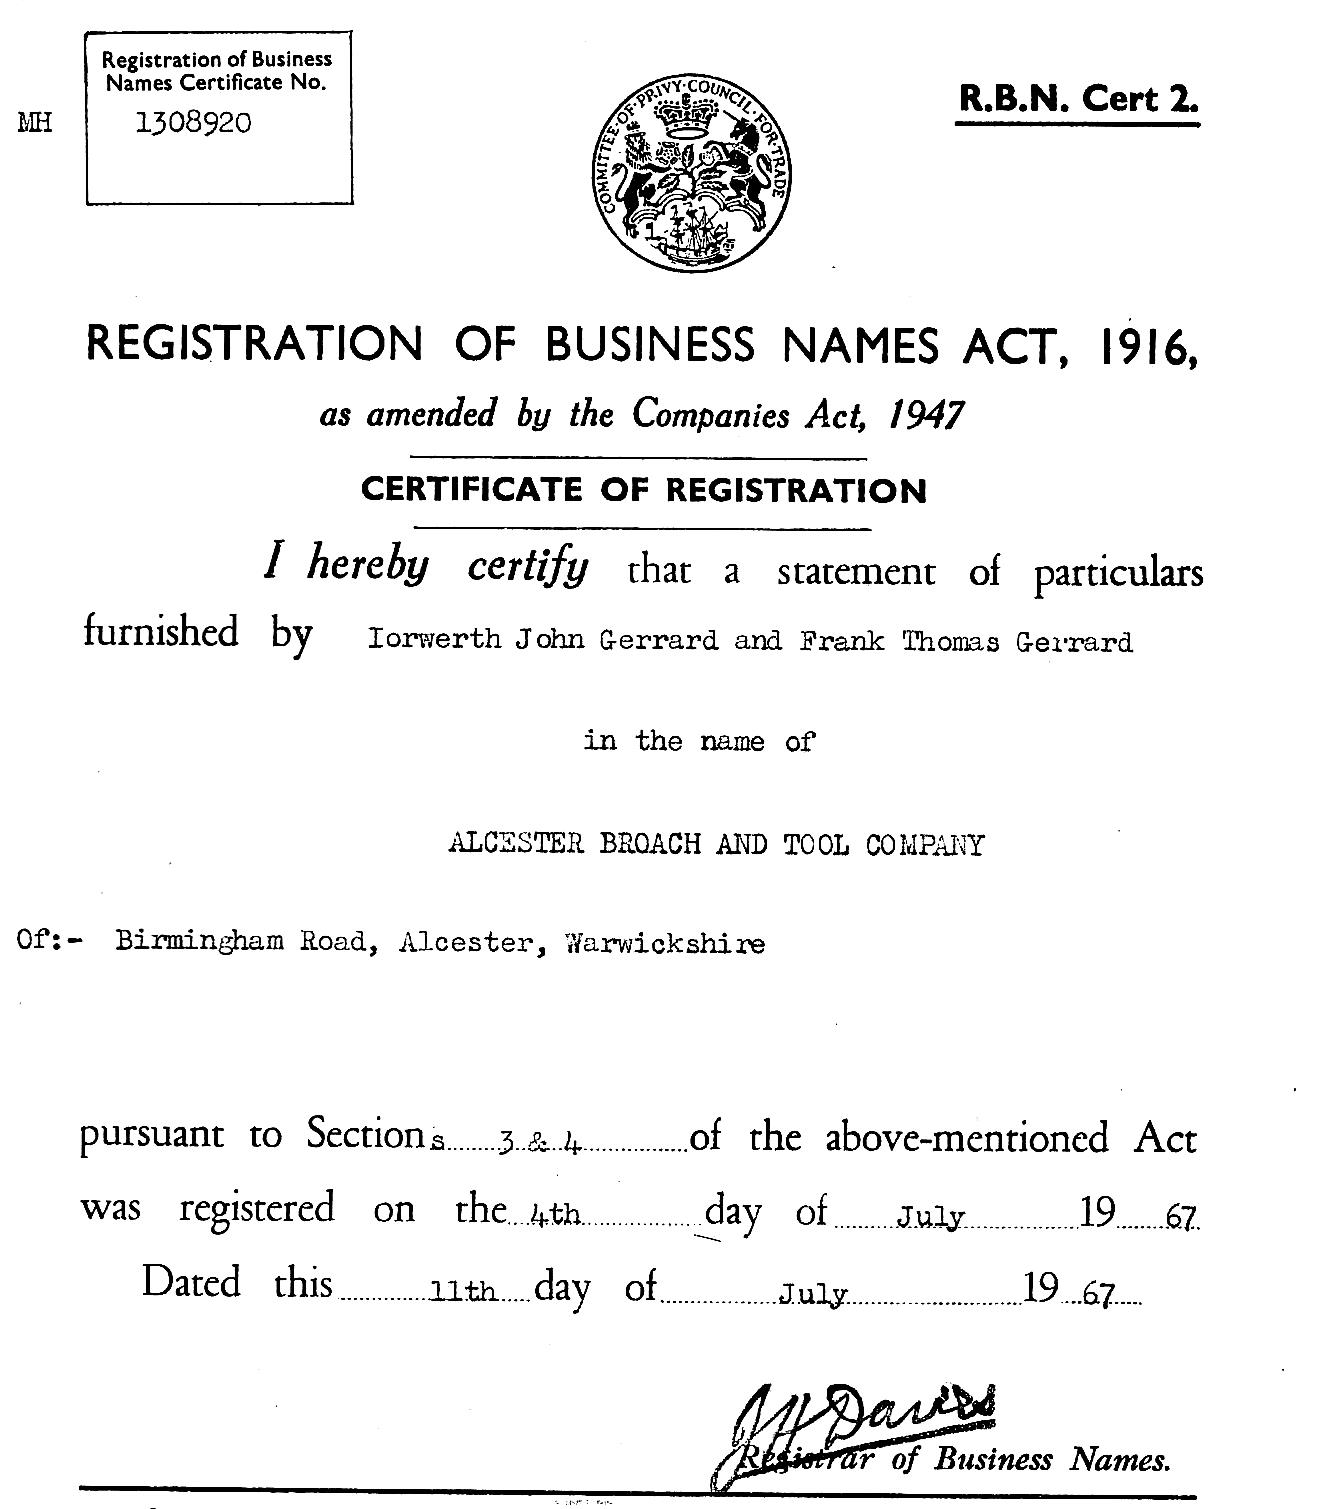 Registration of Business
Names Certificate No.
MH 1308920
COMMITTEE·OF·PRIVY·COUNCIL·FOR·TRADE
R.B.N. Cert 2.
REGISTRATION OF BUSINESS NAMES ACT, 1916,
as amended by the Companies Act, 1947
CERTIFICATE OF REGISTRATION
I hereby certify that a statement of particulars
furnished by Iorwerth John Gerrard and Frank Thomas Gerrard
in the name of
ALCESTER BROACH AND TOOL COMPANY
Of:- Birmingham Road, Alcester, Warwickshire
pursuant to Sections 3 & 4 of the above-mentioned Act
was registered on the 4th day of July 1967.
Dated this 11th day of July 1967
J H Davies
Registrar of Business Names.